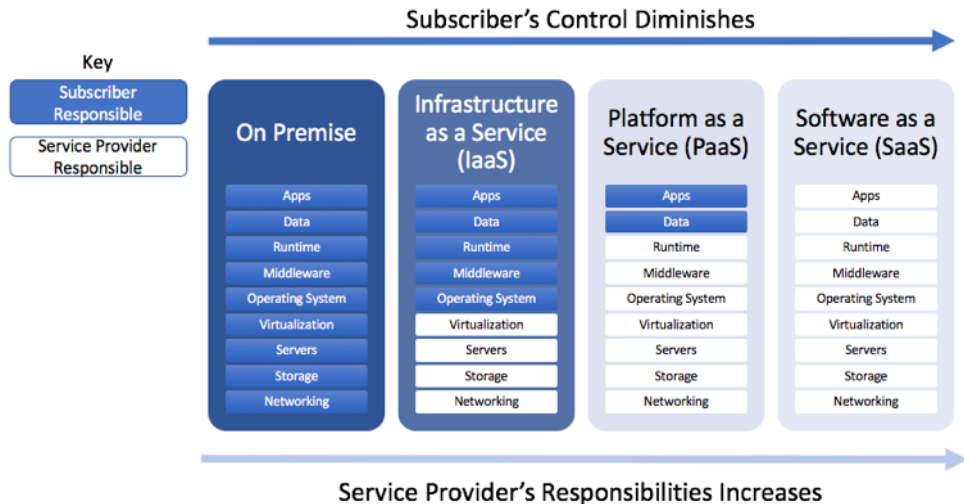 Subscriber's Control Diminishes
Key
Subscriber
Responsible
Service Provider
Responsible
On Premise
Apps
Data
Runtime
Middleware
Operating System
Virtualization
Servers
Storage
Networking
Infrastructure
as a Service
(IaaS)
Apps
Data
Runtime
Middleware
Operating System
Virtualization
Servers
Storage
Networking
Platform as a
Service (PaaS)
Apps
Data
Runtime
Middleware
Operating System
Virtualization
Servers
Storage
Networking
Software as a
Service (SaaS)
Apps
Data
Runtime
Middleware
Operating System
Virtualization
Servers
Storage
Networking
Service Provider's Responsibilities Increases